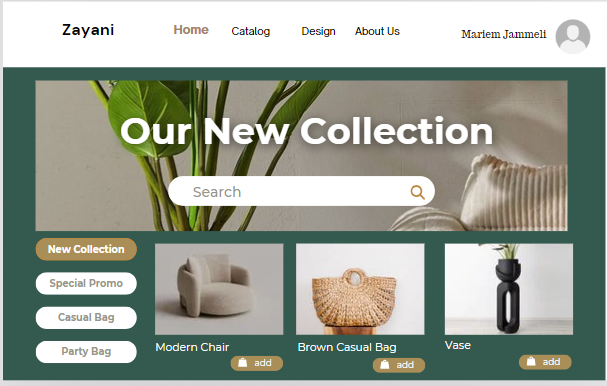 Zayani
Home
Catalog
Design
About Us
Mariem Jammeli
Our New Collection
Search
New Collection
Special Promo
Casual Bag
Party Bag
Modern Chair
add
Brown Casual Bag
add
Vase
add